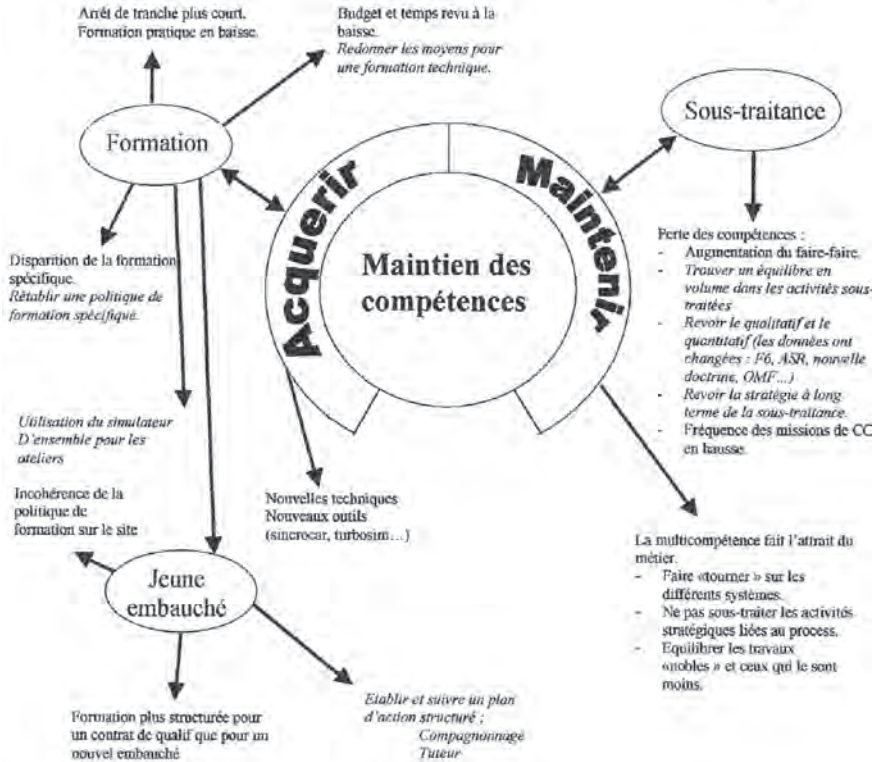 Arrêt de tranche plus court.
Formation pratique en baisse.
Budget et temps revu à la
baisse.
Redonner les moyens pour
une formation technique.
Formation
Sous-traitance
Acquerir
Maintenir
Maintien des
compétences
Disparition de la formation
spécifique.
Rétablir une politique de
formation spécifique.
Perte des compétences :
- Augmentation du faire-faire.
- Trouver un équilibre en
volume dans les activités sous-
traitées
- Revoir le qualitatif et le
quantitatif (les données ont
changées : F6, ASR, nouvelle
doctrine, OMF...)
- Revoir la stratégie à long
terme de la sous-traitance.
- Fréquence des missions de CC
en hausse.
Utilisation du simulateur
D'ensemble pour les
ateliers
Incohérence de la
politique de
formation sur le site
Nouvelles techniques
Nouveaux outils
(sincrocar, turbosim...)
La multicompétence fait l'attrait du
métier.
- Faire «tourner » sur les
différents systèmes.
- Ne pas sous-traiter les activités
stratégiques liées au process.
- Equilibrer les travaux
«nobles » et ceux qui le sont
moins.
Jeune
embauché
Formation plus structurée pour
un contrat de qualif que pour un
nouvel embauché
Etablir et suivre un plan
d'action structuré :
Compagnonnage
Tuteur